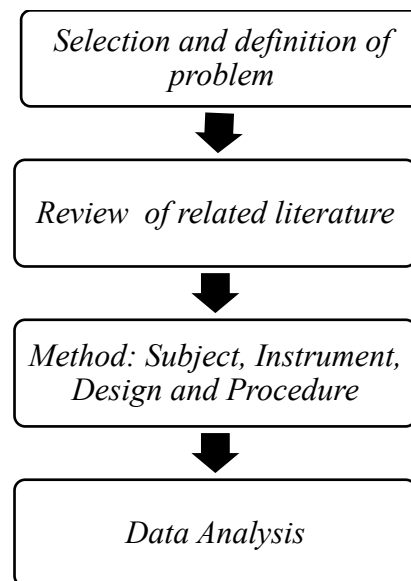 Selection and definition of
problem
Review of related literature
Method: Subject, Instrument,
Design and Procedure
Data Analysis